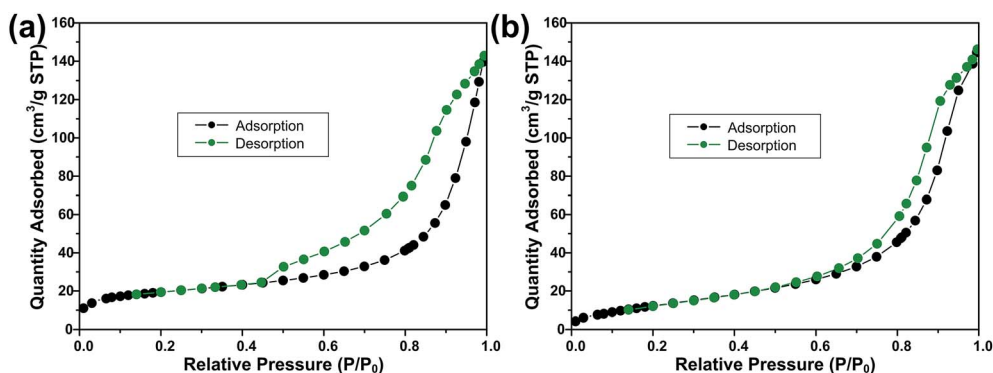 (a)
160
140
120
100
80
60
40
20
0
Quantity Adsorbed (cm³/g STP)
Adsorption
Desorption
0.0 0.2 0.4 0.6 0.8 1.0
Relative Pressure (P/P₀)
(b)
160
140
120
100
80
60
40
20
0
Quantity Adsorbed (cm³/g STP)
Adsorption
Desorption
0.0 0.2 0.4 0.6 0.8 1.0
Relative Pressure (P/P₀)